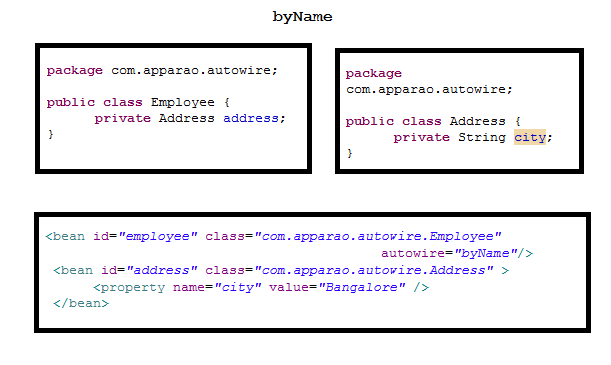 byName
package com.apparao.autowire;
public class Employee {
private Address address;
}
package
com.apparao.autowire;
public class Address {
private String city;
}
<bean id="employee" class="com.apparao.autowire.Employee"
autowire="byName"/>
<bean id="address" class="com.apparao.autowire.Address" >
<property name="city" value="Bangalore" />
</bean>